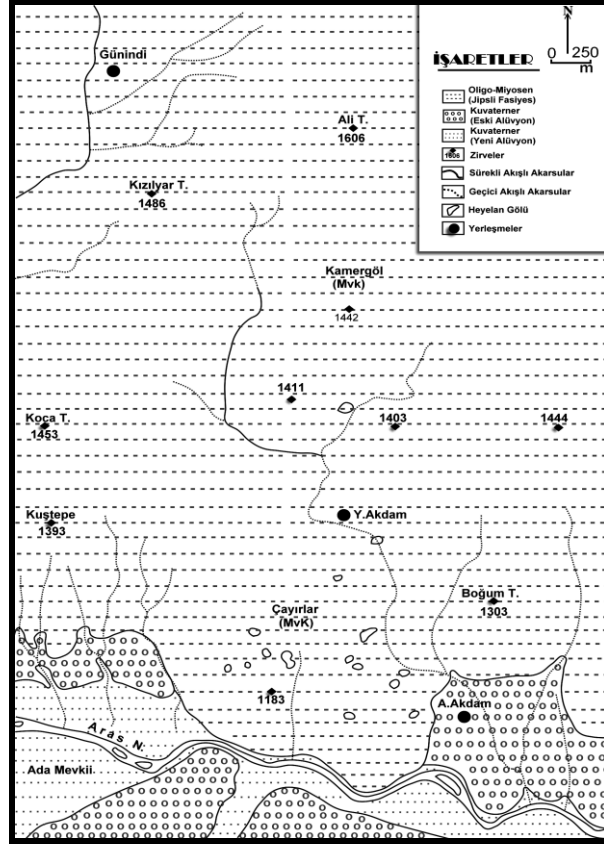 Günindi
Ali T.
1606
Kızılyar T.
1486
Kamergöl
(Mvk)
1442
1411
Koça T.
1453
1403
1444
Kuştepe
1393
Y.Akdam
Boğum T.
1303
Çayırlar
(MvK)
1183
A.Akdam
Aras N.
Ada Mevkii
N
0 250
m
İŞARETLER
Oligo-Miyosen
(Jipsli Fasiyes)
Kuvaterner
(Eski Alüvyon)
Kuvaterner
(Yeni Alüvyon)
1606
Zirveler
Sürekli Akışlı Akarsular
Geçici Akışlı Akarsular
Heyelan Gölü
Yerleşmeler